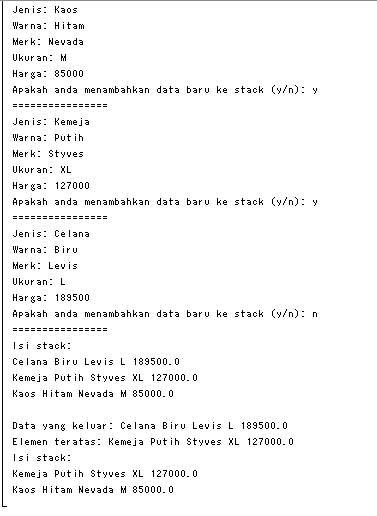 Jenis: Kaos
Warna: Hitam
Merk: Nevada
Ukuran: M
Harga: 85000
Apakah anda menambahkan data baru ke stack (y/n): y
================
Jenis: Kemeja
Warna: Putih
Merk: Styves
Ukuran: XL
Harga: 127000
Apakah anda menambahkan data baru ke stack (y/n): y
================
Jenis: Celana
Warna: Biru
Merk: Levis
Ukuran: L
Harga: 189500
Apakah anda menambahkan data baru ke stack (y/n): n
================
Isi stack:
Celana Biru Levis L 189500.0
Kemeja Putih Styves XL 127000.0
Kaos Hitam Nevada M 85000.0

Data yang keluar: Celana Biru Levis L 189500.0
Elemen teratas: Kemeja Putih Styves XL 127000.0
Isi stack:
Kemeja Putih Styves XL 127000.0
Kaos Hitam Nevada M 85000.0